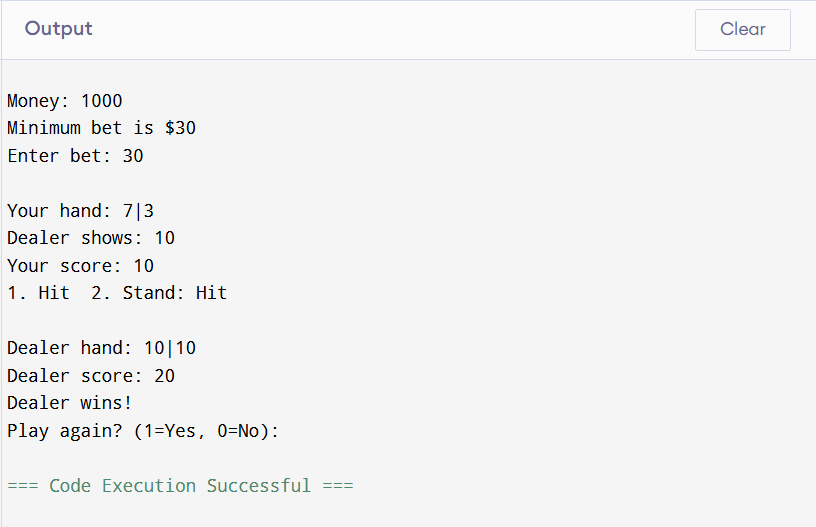 Output
Clear
Money: 1000
Minimum bet is $30
Enter bet: 30
Your hand: 7|3
Dealer shows: 10
Your score: 10
1. Hit  2. Stand: Hit
Dealer hand: 10|10
Dealer score: 20
Dealer wins!
Play again? (1=Yes, 0=No):
=== Code Execution Successful ===